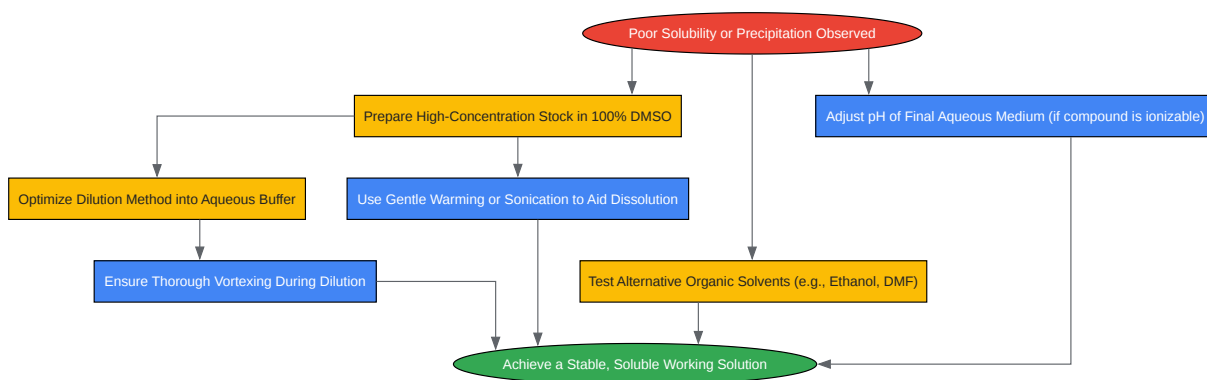 Poor Solubility or Precipitation Observed
Prepare High-Concentration Stock in 100% DMSO
Adjust pH of Final Aqueous Medium (if compound is ionizable)
Optimize Dilution Method into Aqueous Buffer
Use Gentle Warming or Sonication to Aid Dissolution
Ensure Thorough Vortexing During Dilution
Test Alternative Organic Solvents (e.g., Ethanol, DMF)
Achieve a Stable, Soluble Working Solution